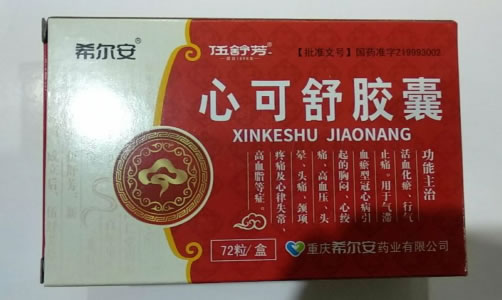 希尔安®
伍舒芳®
【批准文号】国药准字Z19993003
心可舒胶囊
XINKESHU JIAONANG
功能主治
活血化瘀、行气
止痛。用于气滞
血瘀型冠心病引
起的胸闷、心绞
痛、高血压、头
晕、头痛、颈项
疼痛及心律失常、
高血脂等症。
72粒/盒
重庆希尔安药业有限公司